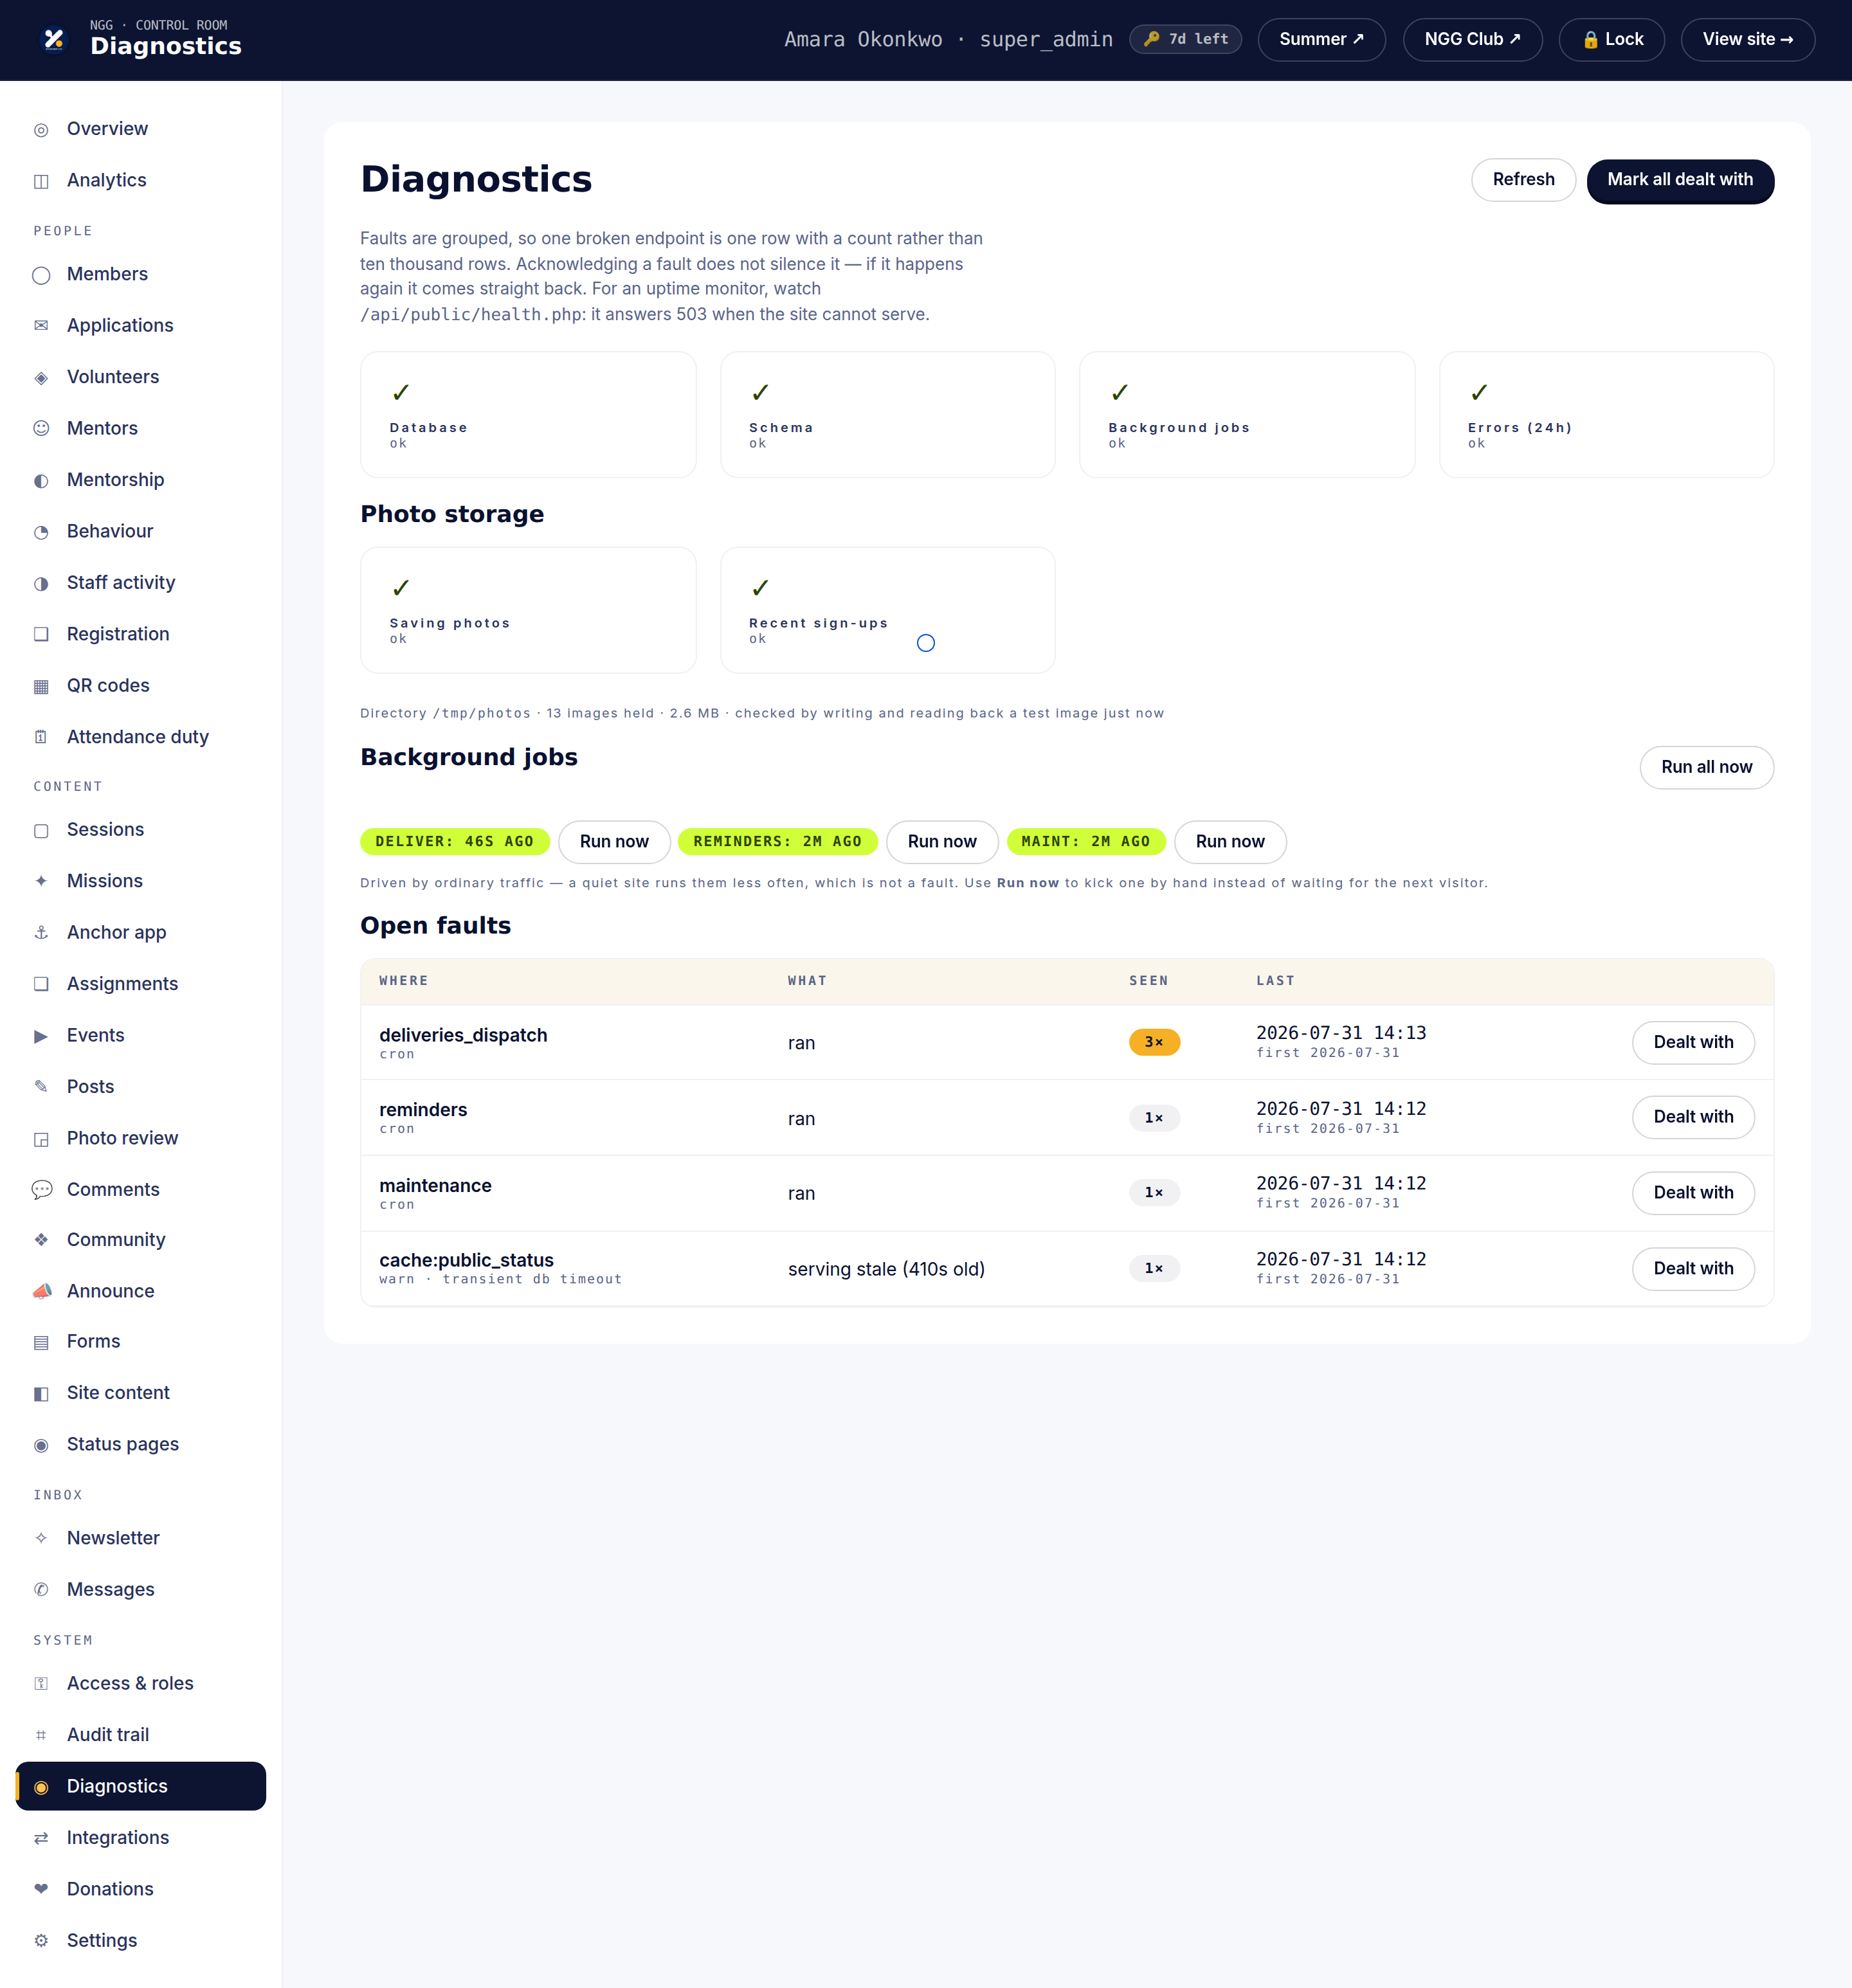 NGG · CONTROL ROOM
Diagnostics
Amara Okonkwo · super_admin
7d left
Summer ↗
NGG Club ↗
Lock
View site →
Overview
Analytics
PEOPLE
Members
Applications
Volunteers
Mentors
Mentorship
Behaviour
Staff activity
Registration
QR codes
Attendance duty
CONTENT
Sessions
Missions
Anchor app
Assignments
Events
Posts
Photo review
Comments
Community
Announce
Forms
Site content
Status pages
INBOX
Newsletter
Messages
SYSTEM
Access & roles
Audit trail
Diagnostics
Integrations
Donations
Settings
Diagnostics
Refresh
Mark all dealt with
Faults are grouped, so one broken endpoint is one row with a count rather than
ten thousand rows. Acknowledging a fault does not silence it — if it happens
again it comes straight back. For an uptime monitor, watch
/api/public/health.php: it answers 503 when the site cannot serve.
✓
Database
ok
✓
Schema
ok
✓
Background jobs
ok
✓
Errors (24h)
ok
Photo storage
✓
Saving photos
ok
✓
Recent sign-ups
ok
Directory /tmp/photos · 13 images held · 2.6 MB · checked by writing and reading back a test image just now
Background jobs
Run all now
DELIVER: 46S AGO
Run now
REMINDERS: 2M AGO
Run now
MAINT: 2M AGO
Run now
Driven by ordinary traffic — a quiet site runs them less often, which is not a fault. Use Run now to kick one by hand instead of waiting for the next visitor.
Open faults
WHERE WHAT SEEN LAST
deliveries_dispatch
cron
ran
3×
2026-07-31 14:13
first 2026-07-31
Dealt with
reminders
cron
ran
1×
2026-07-31 14:12
first 2026-07-31
Dealt with
maintenance
cron
ran
1×
2026-07-31 14:12
first 2026-07-31
Dealt with
cache:public_status
warn · transient db timeout
serving stale (410s old)
1×
2026-07-31 14:12
first 2026-07-31
Dealt with